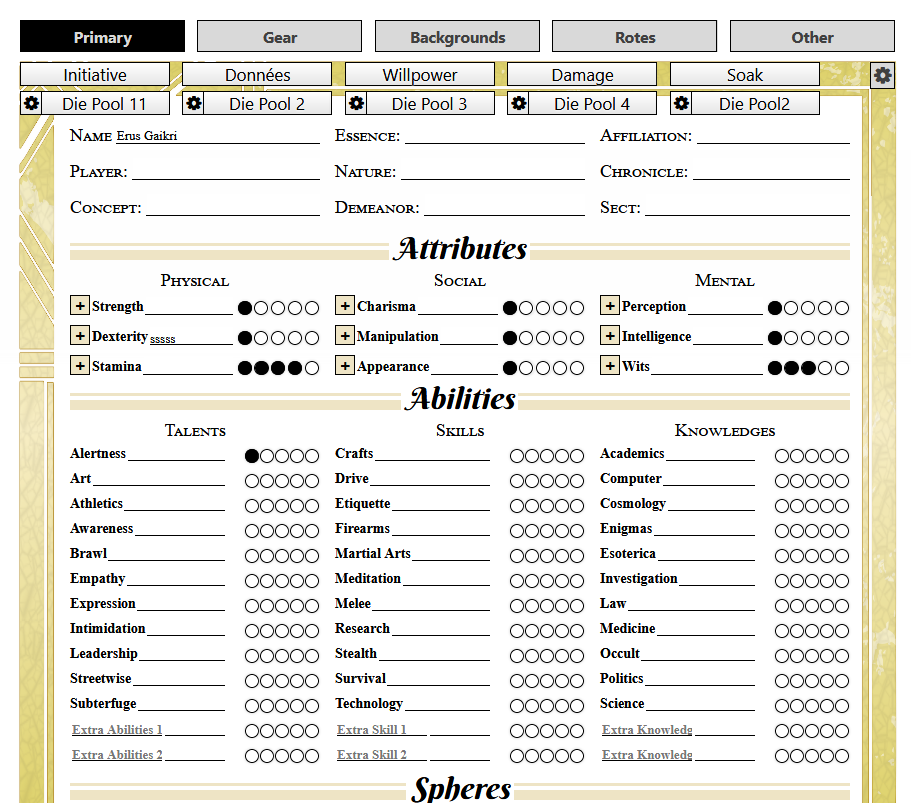 Primary Gear Backgrounds Rotes Other
Initiative Données Willpower Damage Soak
Die Pool 11 Die Pool 2 Die Pool 3 Die Pool 4 Die Pool2
Name Erus Gaikri Essence: Affiliation:
Player: Nature: Chronicle:
Concept: Demeanor: Sect:
Attributes
Physical Social Mental
+ Strength + Charisma + Perception
+ Dexterity sssss + Manipulation + Intelligence
+ Stamina + Appearance + Wits
Abilities
Talents Skills Knowledges
Alertness Crafts Academics
Art Drive Computer
Athletics Etiquette Cosmology
Awareness Firearms Enigmas
Brawl Martial Arts Esoterica
Empathy Meditation Investigation
Expression Melee Law
Intimidation Research Medicine
Leadership Stealth Occult
Streetwise Survival Politics
Subterfuge Technology Science
Extra Abilities 1 Extra Skill 1 Extra Knowledg
Extra Abilities 2 Extra Skill 2 Extra Knowledg
Spheres